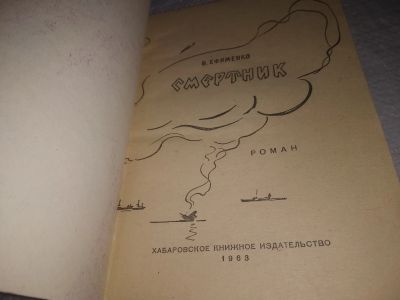 В. ЕФИМЕНКО
СМЕРТНИК
РОМАН
ХАБАРОВСКОЕ КНИЖНОЕ ИЗДАТЕЛЬСТВО
1963